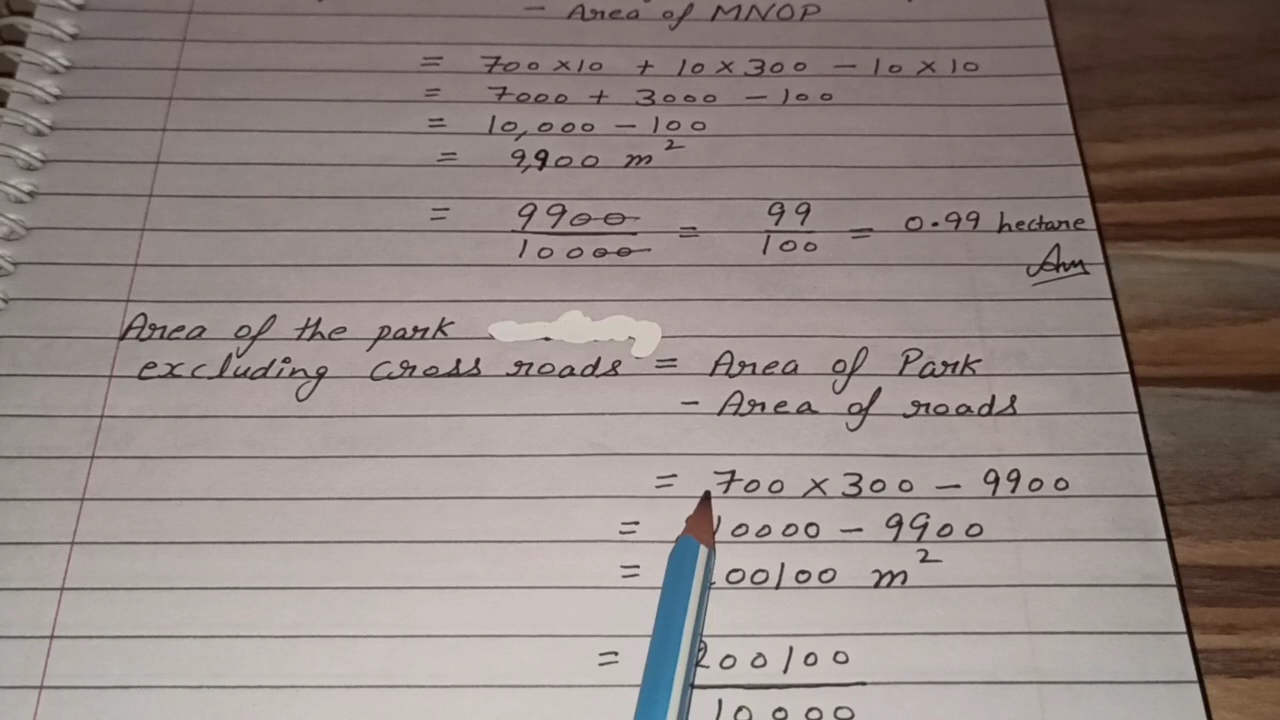 - Area of MNOP
= 700 × 10 + 10 × 300 - 10 × 10
= 7000 + 3000 - 100
= 10,000 - 100
= 9,900 m²
= 9900/10000 = 99/100 = 0.99 hectare
Ans
Area of the park
excluding cross roads = Area of Park
- Area of roads
= 700 × 300 - 9900
= 10000 - 9900
= 00100 m²
= 200100
10000